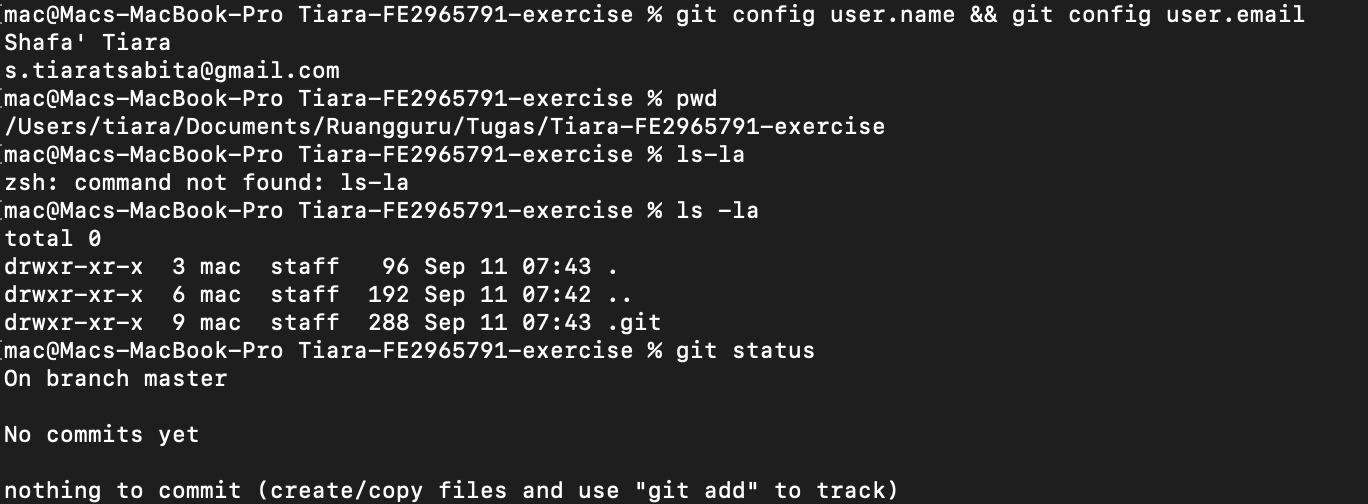 [mac@Macs-MacBook-Pro Tiara-FE2965791-exercise % git config user.name && git config user.email
Shafa' Tiara
s.tiaratsabita@gmail.com
[mac@Macs-MacBook-Pro Tiara-FE2965791-exercise % pwd
/Users/tiara/Documents/Ruangguru/Tugas/Tiara-FE2965791-exercise
[mac@Macs-MacBook-Pro Tiara-FE2965791-exercise % ls-la
zsh: command not found: ls-la
[mac@Macs-MacBook-Pro Tiara-FE2965791-exercise % ls -la
total 0
drwxr-xr-x  3 mac  staff   96 Sep 11 07:43 .
drwxr-xr-x  6 mac  staff  192 Sep 11 07:42 ..
drwxr-xr-x  9 mac  staff  288 Sep 11 07:43 .git
[mac@Macs-MacBook-Pro Tiara-FE2965791-exercise % git status
On branch master
No commits yet
nothing to commit (create/copy files and use "git add" to track)